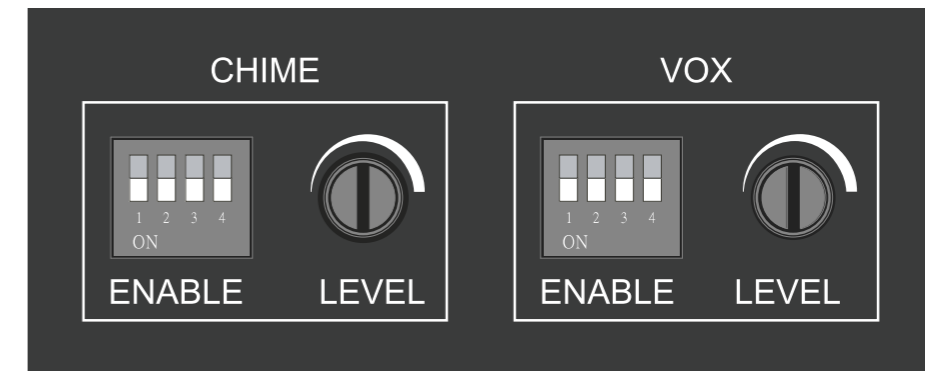 CHIME
1 2 3 4
ON
ENABLE LEVEL
VOX
1 2 3 4
ON
ENABLE LEVEL